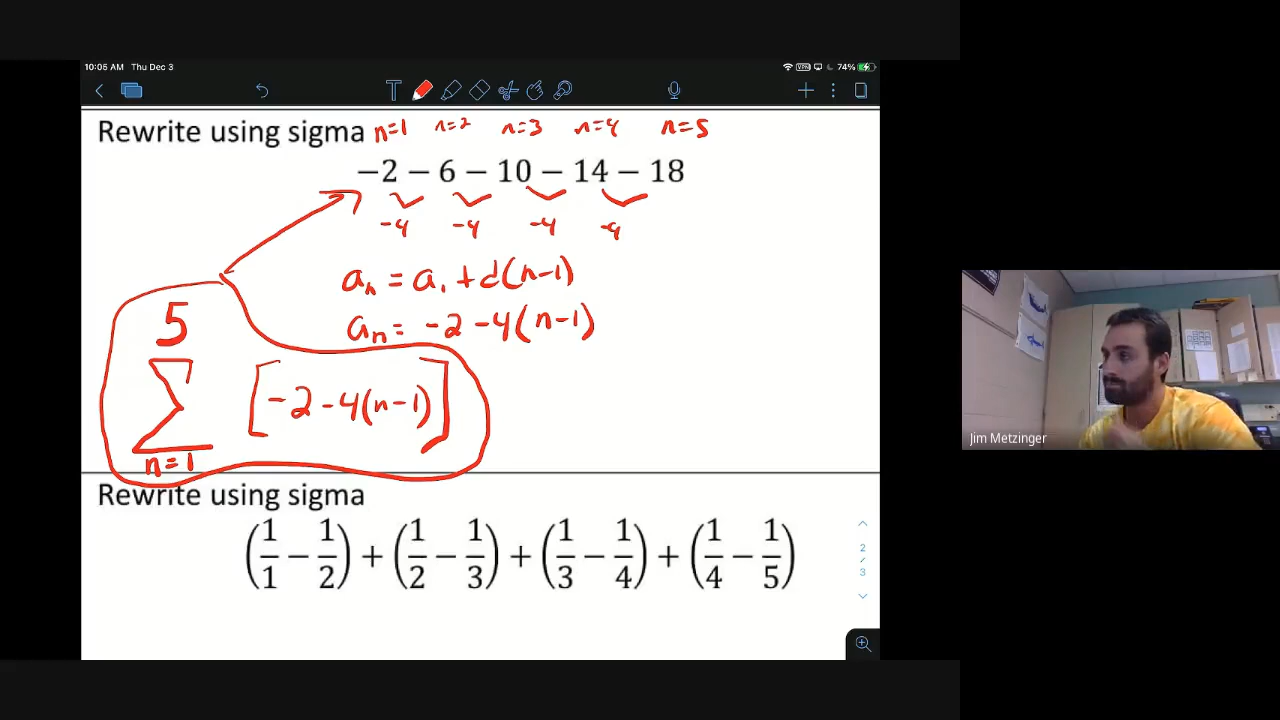 10:05 AM Thu Dec 3
VPN 74%
T
Rewrite using sigma n=1 n=2 n=3 n=4 n=5
−2 − 6 − 10 − 14 − 18
-4 -4 -4 -4
aₙ = a₁ + d(n-1)
aₙ = -2 -4(n-1)
5
∑ [-2-4(n-1)]
n=1
Jim Metzinger
Rewrite using sigma
(1/1 − 1/2) + (1/2 − 1/3) + (1/3 − 1/4) + (1/4 − 1/5)
2
/
3